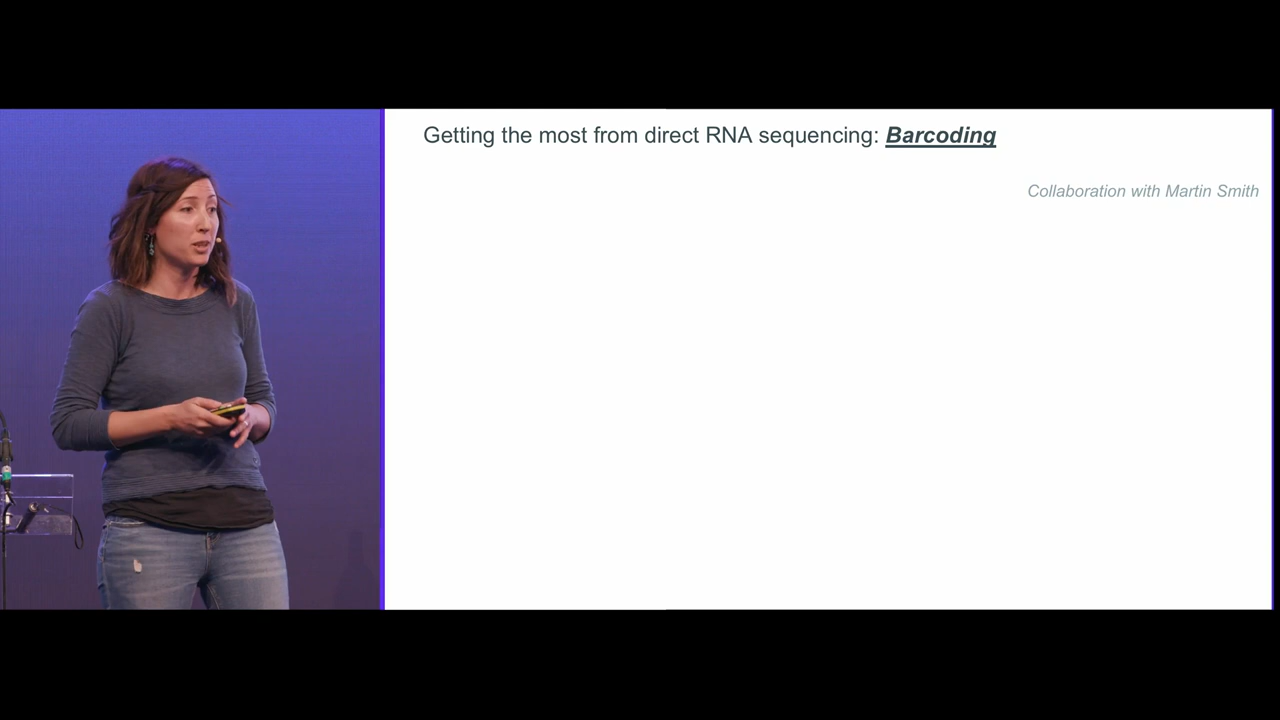 Getting the most from direct RNA sequencing: Barcoding
Collaboration with Martin Smith